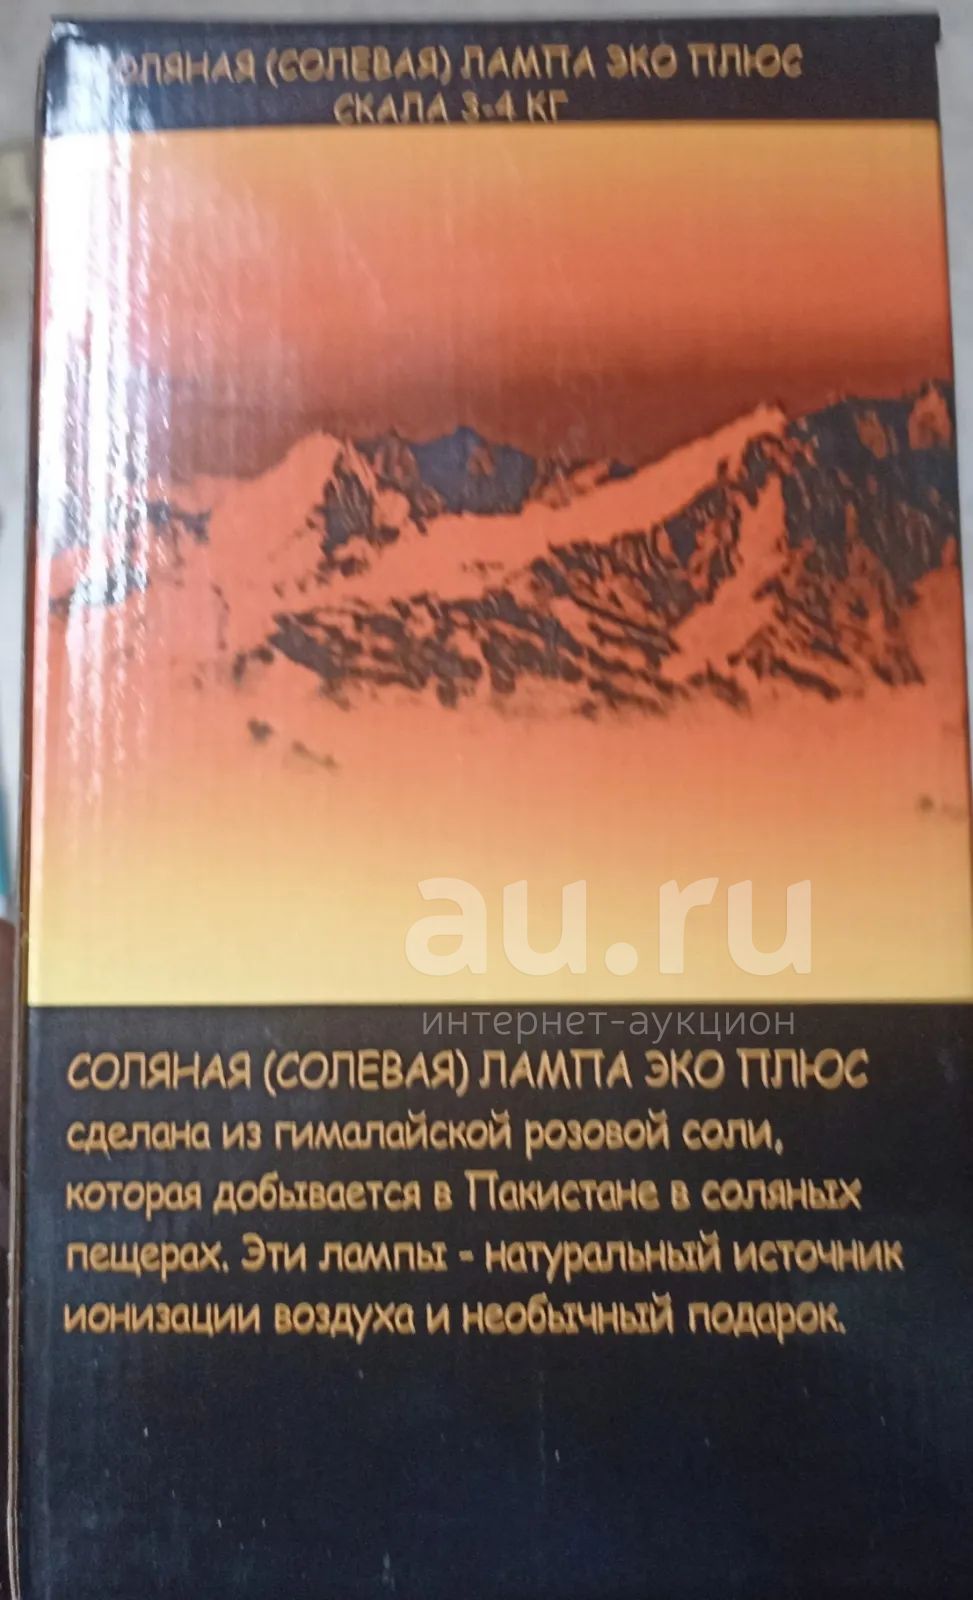 СОЛЯНАЯ (СОЛЕВАЯ) ЛАМПА ЭКО ПЛЮС
СКАЛА 3-4 КГ
au.ru
интернет-аукцион
СОЛЯНАЯ (СОЛЕВАЯ) ЛАМПА ЭКО ПЛЮС
сделана из гималайской розовой соли,
которая добывается в Пакистане в соляных
пещерах. Эти лампы - натуральный источник
ионизации воздуха и необычный подарок.